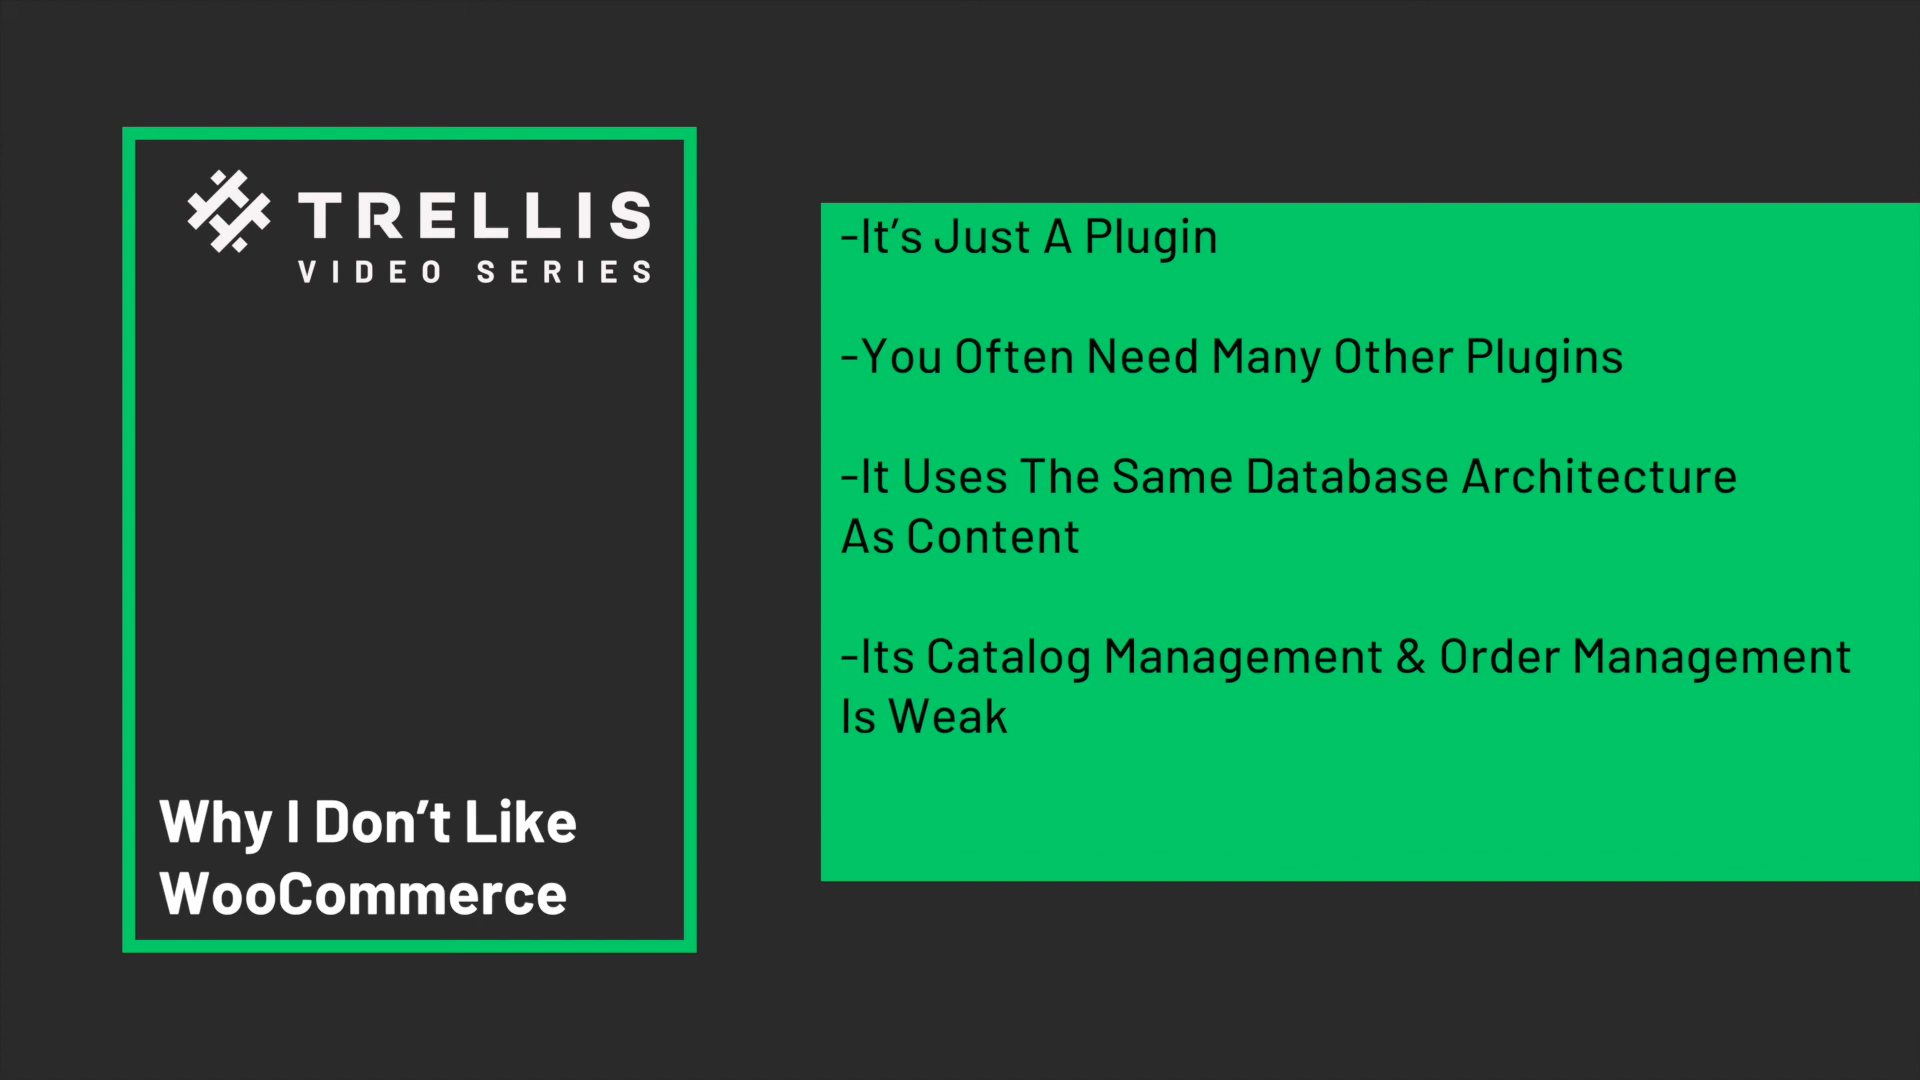 TRELLIS
VIDEO SERIES
Why I Don’t Like
WooCommerce
-It’s Just A Plugin
-You Often Need Many Other Plugins
-It Uses The Same Database Architecture
As Content
-Its Catalog Management & Order Management
Is Weak